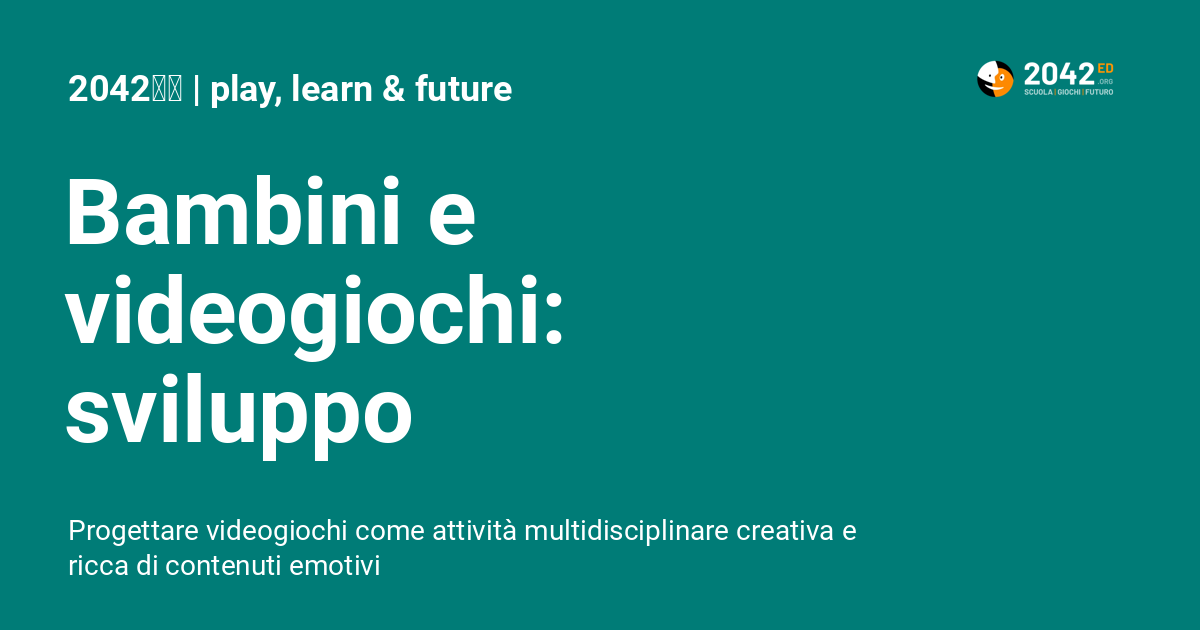 2042 | play, learn & future
2042 ED
.ORG
SCUOLA | GIOCHI | FUTURO
Bambini e
videogiochi:
sviluppo
Progettare videogiochi come attività multidisciplinare creativa e
ricca di contenuti emotivi